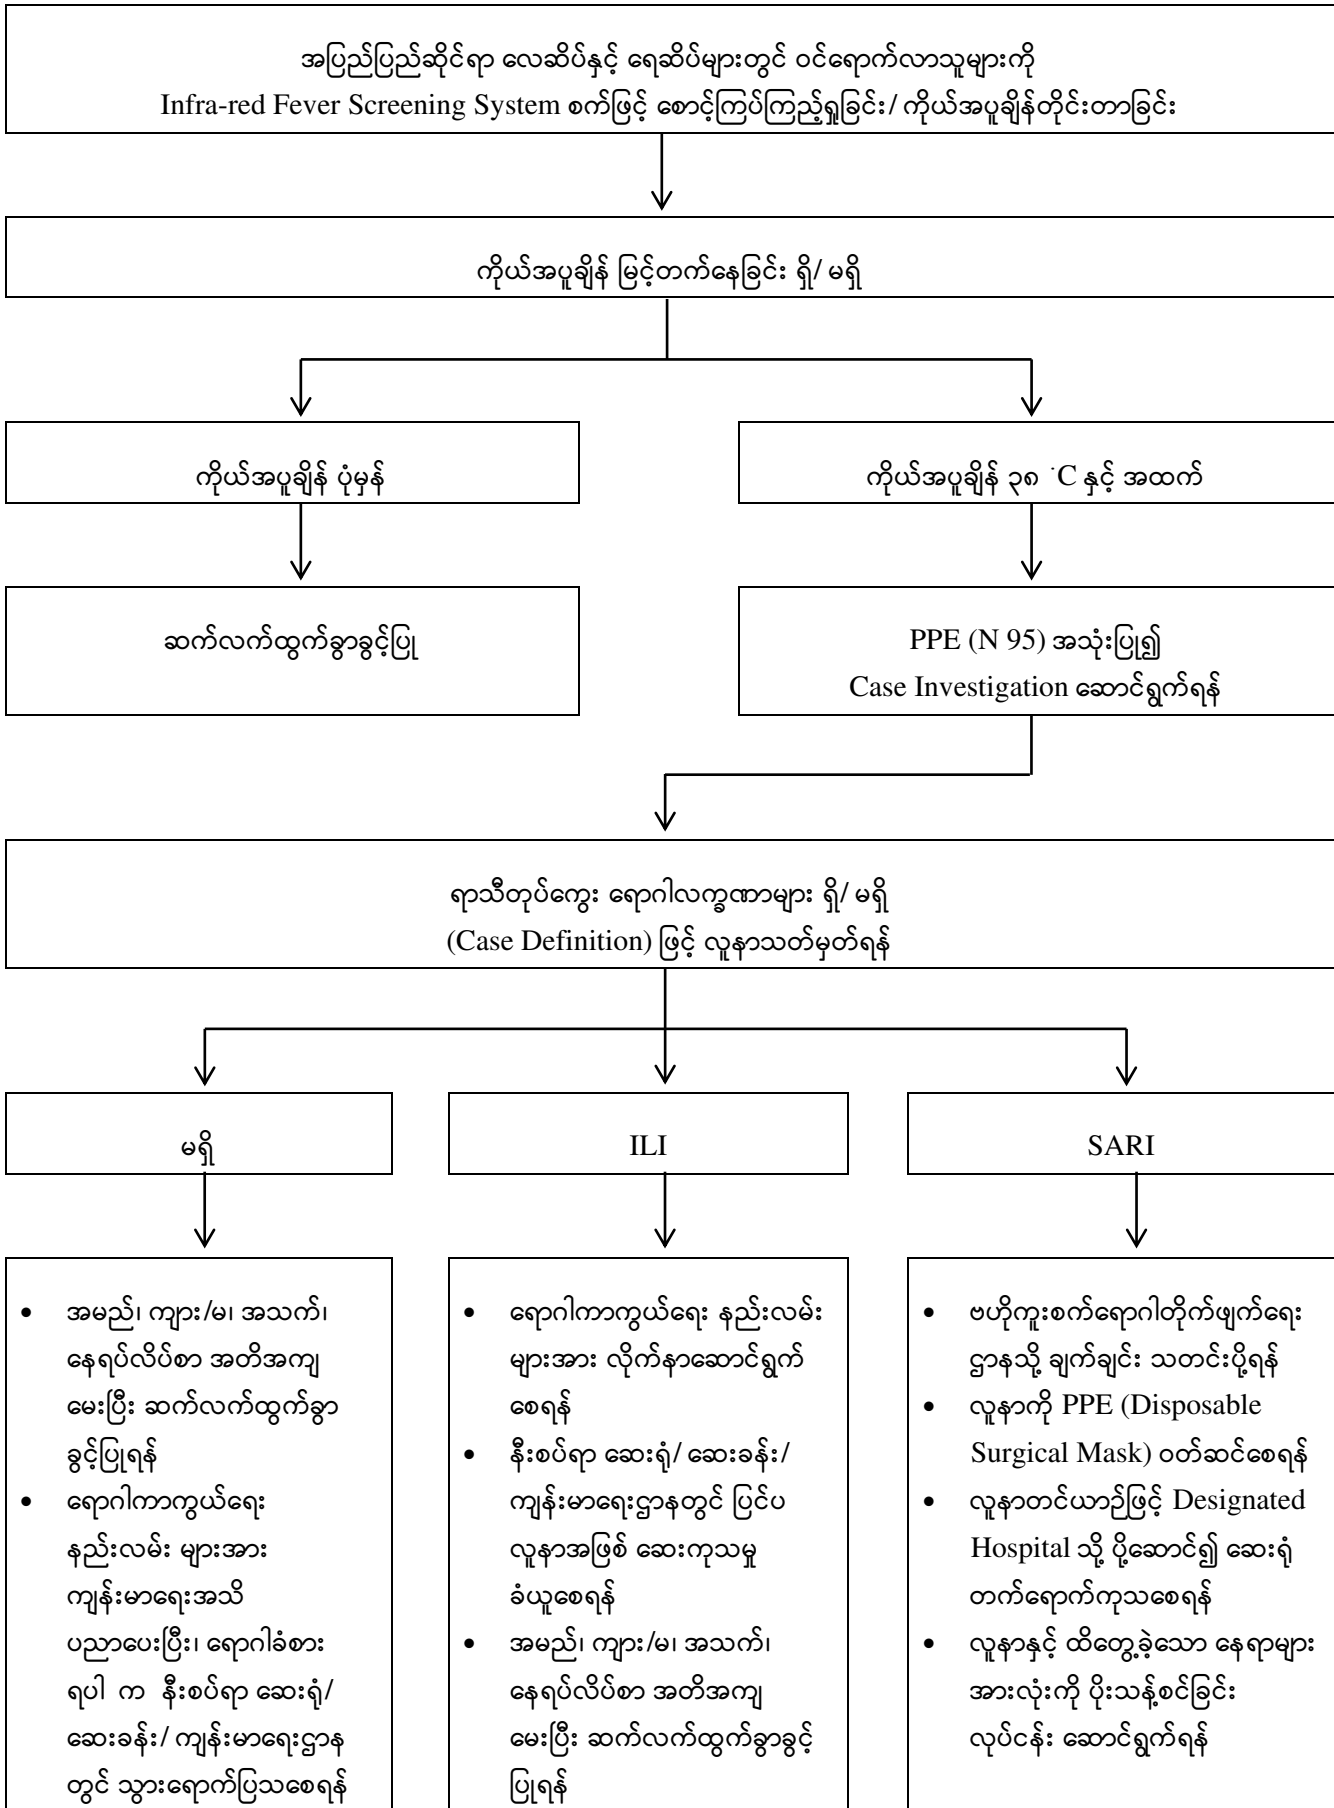 အပြည်ပြည်ဆိုင်ရာ လေဆိပ်နှင့် ရေဆိပ်များတွင် ဝင်ရောက်လာသူများကို
Infra-red Fever Screening System စက်ဖြင့် စောင့်ကြပ်ကြည့်ရှုခြင်း/ ကိုယ်အပူချိန်တိုင်းတာခြင်း
ကိုယ်အပူချိန် မြင့်တက်နေခြင်း ရှိ/ မရှိ
ကိုယ်အပူချိန် ပုံမှန်
ကိုယ်အပူချိန် ၃၈ ˙C နှင့် အထက်
ဆက်လက်ထွက်ခွာခွင့်ပြု
PPE (N 95) အသုံးပြု၍
Case Investigation ဆောင်ရွက်ရန်
ရာသီတုပ်ကွေး ရောဂါလက္ခဏာများ ရှိ/ မရှိ
(Case Definition) ဖြင့် လူနာသတ်မှတ်ရန်
မရှိ
ILI
SARI
• အမည်၊ ကျား/မ၊ အသက်၊
နေရပ်လိပ်စာ အတိအကျ
မေးပြီး ဆက်လက်ထွက်ခွာ
ခွင့်ပြုရန်
• ရောဂါကာကွယ်ရေး
နည်းလမ်း များအား
ကျန်းမာရေးအသိ
ပညာပေးပြီး၊ ရောဂါခံစား
ရပါ က နီးစပ်ရာ ဆေးရုံ/
ဆေးခန်း/ ကျန်းမာရေးဌာန
တွင် သွားရောက်ပြသစေရန်
• ရောဂါကာကွယ်ရေး နည်းလမ်း
များအား လိုက်နာဆောင်ရွက်
စေရန်
• နီးစပ်ရာ ဆေးရုံ/ ဆေးခန်း/
ကျန်းမာရေးဌာနတွင် ပြင်ပ
လူနာအဖြစ် ဆေးကုသမှု
ခံယူစေရန်
• အမည်၊ ကျား/မ၊ အသက်၊
နေရပ်လိပ်စာ အတိအကျ
မေးပြီး ဆက်လက်ထွက်ခွာခွင့်
ပြုရန်
• ဗဟိုကူးစက်ရောဂါတိုက်ဖျက်ရေး
ဌာနသို့ ချက်ချင်း သတင်းပို့ရန်
• လူနာကို PPE (Disposable
Surgical Mask) ဝတ်ဆင်စေရန်
• လူနာတင်ယာဉ်ဖြင့် Designated
Hospital သို့ ပို့ဆောင်၍ ဆေးရုံ
တက်ရောက်ကုသစေရန်
• လူနာနှင့် ထိတွေ့ခဲ့သော နေရာများ
အားလုံးကို ပိုးသန့်စင်ခြင်း
လုပ်ငန်း ဆောင်ရွက်ရန်